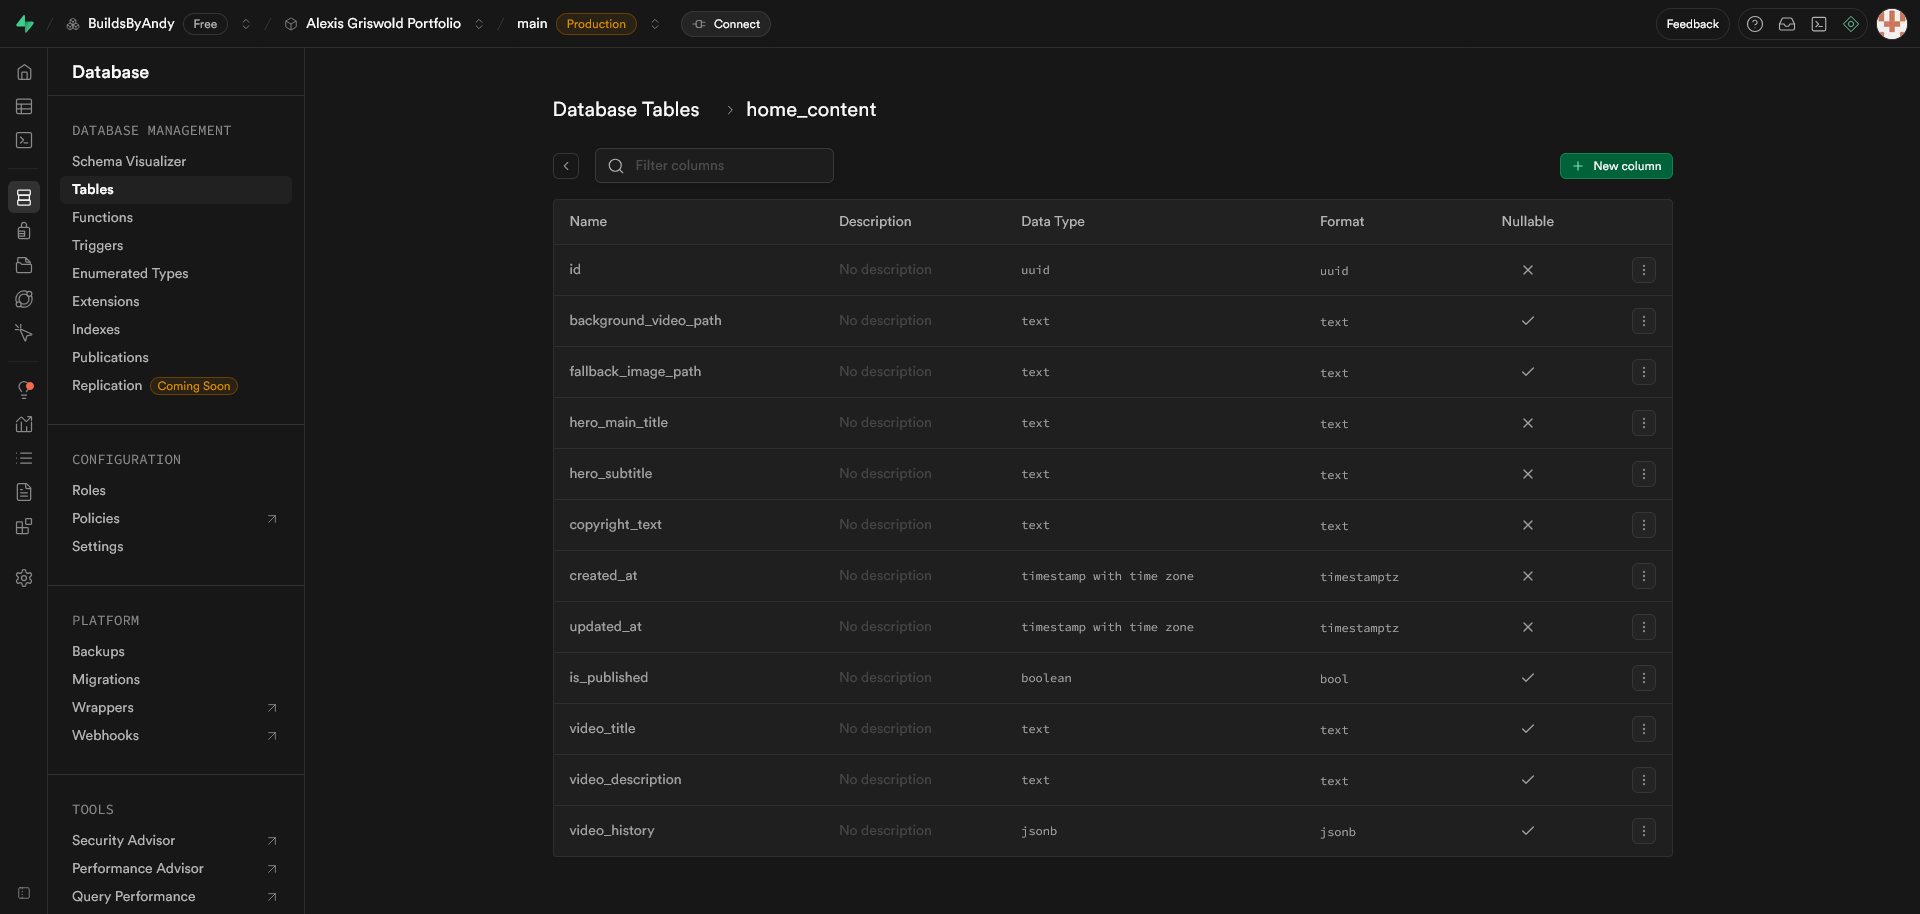 BuildsByAndy Free Alexis Griswold Portfolio main Production Connect Feedback
Database
DATABASE MANAGEMENT
Schema Visualizer
Tables
Functions
Triggers
Enumerated Types
Extensions
Indexes
Publications
Replication Coming Soon
CONFIGURATION
Roles
Policies
Settings
PLATFORM
Backups
Migrations
Wrappers
Webhooks
TOOLS
Security Advisor
Performance Advisor
Query Performance
Database Tables > home_content
Filter columns
New column
Name Description Data Type Format Nullable
id No description uuid uuid
background_video_path No description text text
fallback_image_path No description text text
hero_main_title No description text text
hero_subtitle No description text text
copyright_text No description text text
created_at No description timestamp with time zone timestamptz
updated_at No description timestamp with time zone timestamptz
is_published No description boolean bool
video_title No description text text
video_description No description text text
video_history No description jsonb jsonb